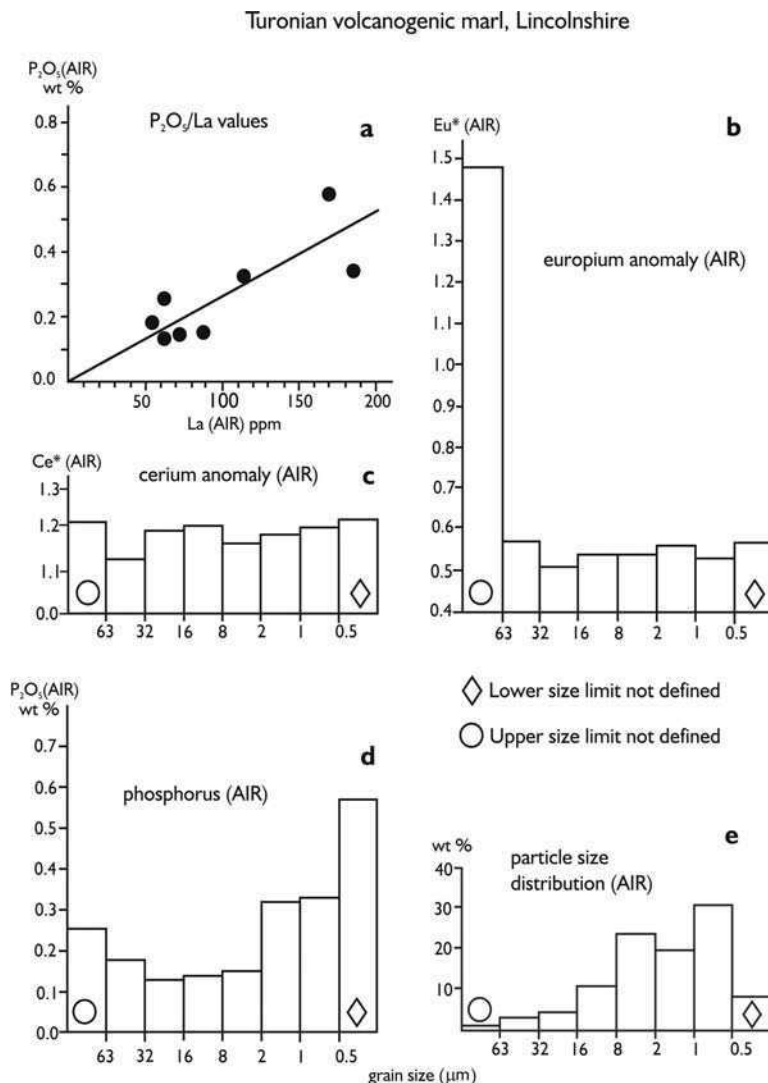 Turonian volcanogenic marl, Lincolnshire
P₂O₅(AIR)
wt %
P₂O₅/La values
a
0.8
0.6
0.4
0.2
0.0
50
100
150
200
La (AIR) ppm
Eu* (AIR)
b
europium anomaly (AIR)
1.5
1.4
1.3
1.2
1.1
1.0
0.9
0.8
0.7
0.6
0.5
0.4
63
32
16
8
2
1
0.5
Ce* (AIR)
cerium anomaly (AIR)
c
1.3
1.2
1.1
0.0
63
32
16
8
2
1
0.5
P₂O₅(AIR)
wt %
d
phosphorus (AIR)
0.7
0.6
0.5
0.4
0.3
0.2
0.1
0.0
63
32
16
8
2
1
0.5
Lower size limit not defined
Upper size limit not defined
e
wt %
particle size
distribution (AIR)
40
30
20
10
63
32
16
8
2
1
0.5
grain size (μm)